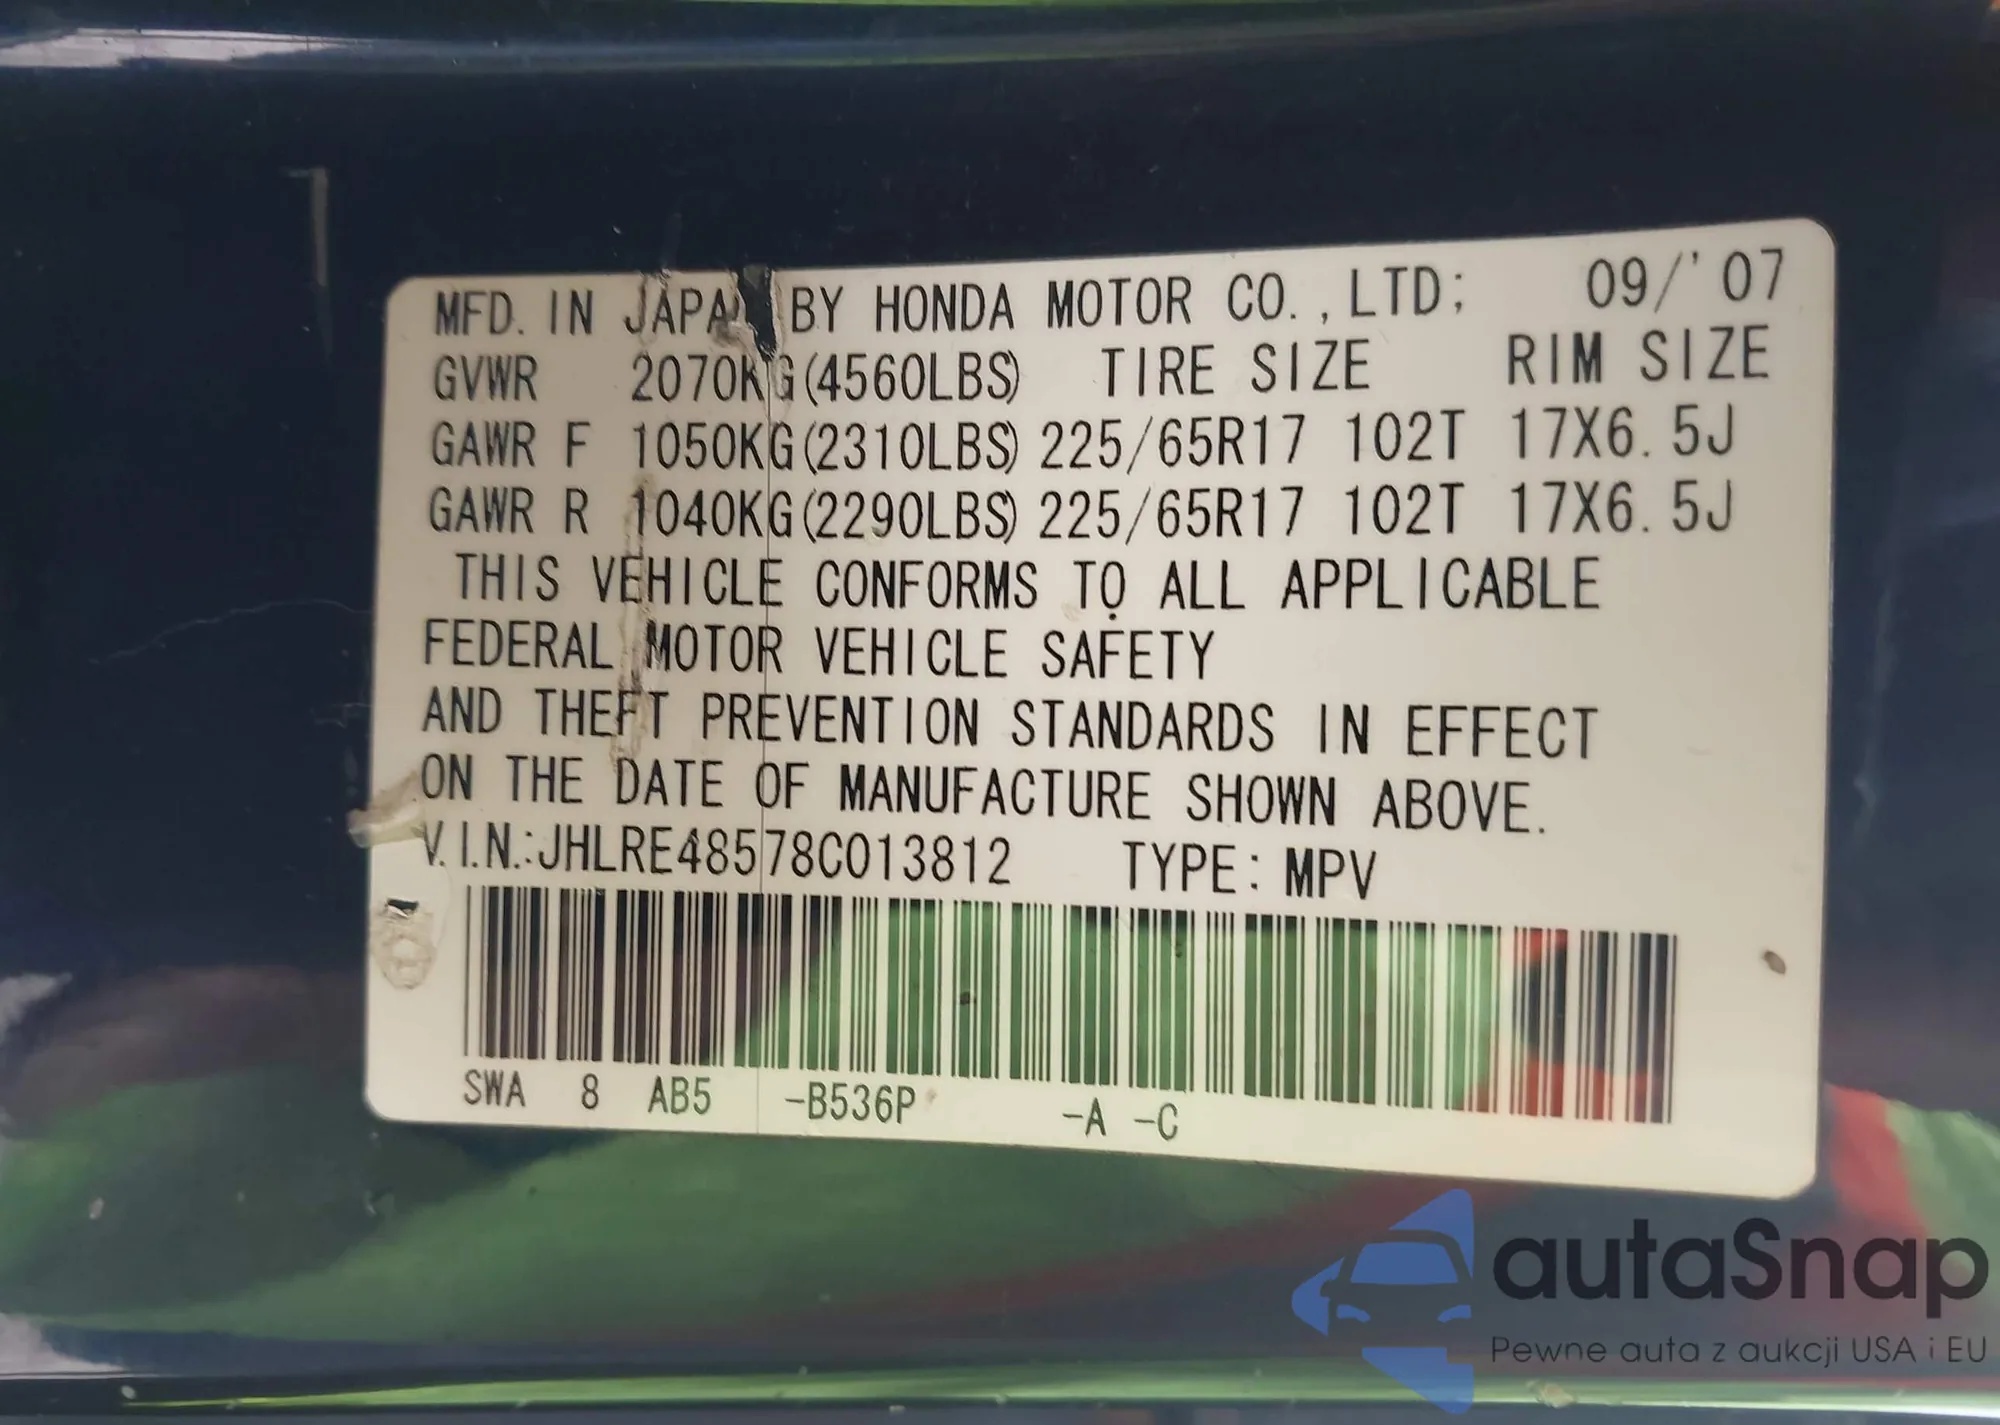 MFD. IN JAPAN BY HONDA MOTOR CO.,LTD; 09/'07
GVWR 2070KG(4560LBS) TIRE SIZE RIM SIZE
GAWR F 1050KG(2310LBS) 225/65R17 102T 17X6.5J
GAWR R 1040KG(2290LBS) 225/65R17 102T 17X6.5J
THIS VEHICLE CONFORMS TO ALL APPLICABLE
FEDERAL MOTOR VEHICLE SAFETY
AND THEFT PREVENTION STANDARDS IN EFFECT
ON THE DATE OF MANUFACTURE SHOWN ABOVE.
V.I.N.:JHLRE48578C013812 TYPE: MPV
SWA 8 AB5 -B536P -A -C
autaSnap
Pewne auta z aukcji USA i EU